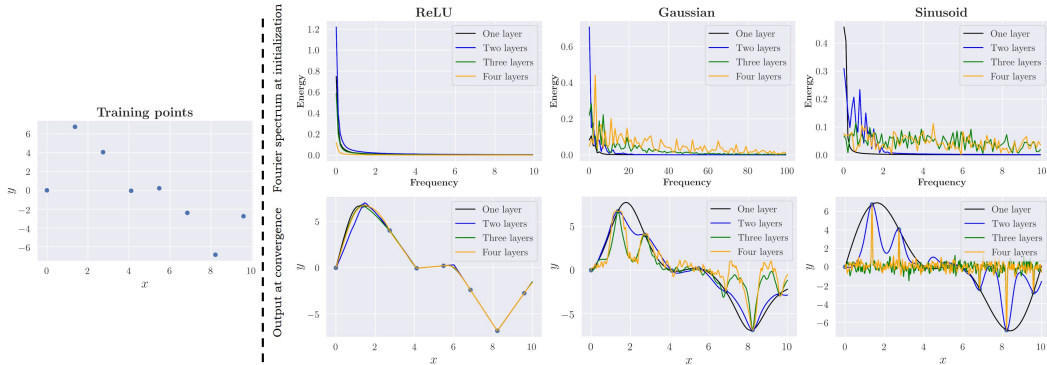 Training points
y
6
4
2
0
−2
−4
−6
0 2 4 6 8 10
x
Fourier spectrum at initialization
Output at convergence
ReLU
Energy
1.2
1.0
0.8
0.6
0.4
0.2
0.0
One layer
Two layers
Three layers
Four layers
0 2 4 6 8 10
Frequency
Gaussian
Energy
0.6
0.4
0.2
0.0
One layer
Two layers
Three layers
Four layers
0 20 40 60 80 100
Frequency
Sinusoid
Energy
0.4
0.3
0.2
0.1
0.0
One layer
Two layers
Three layers
Four layers
0 2 4 6 8 10
Frequency
y
5
0
−5
One layer
Two layers
Three layers
Four layers
0 2 4 6 8 10
x
y
5
0
−5
One layer
Two layers
Three layers
Four layers
0 2 4 6 8 10
x
y
6
4
2
0
−2
−4
−6
One layer
Two layers
Three layers
Four layers
0 2 4 6 8 10
x